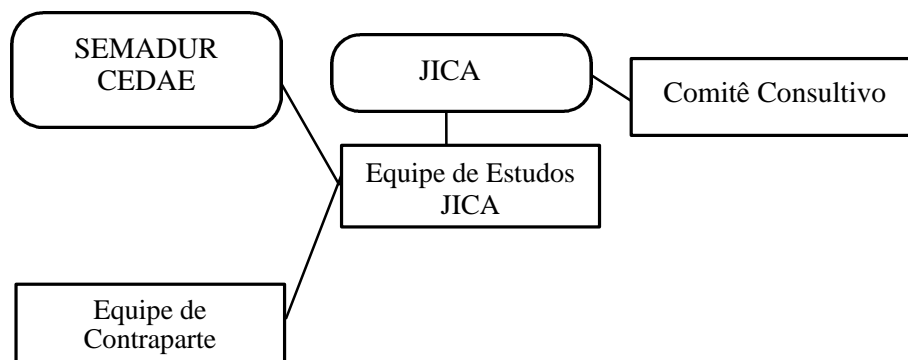 SEMADUR
CEDAE
JICA
Comitê Consultivo
Equipe de Estudos
JICA
Equipe de
Contraparte